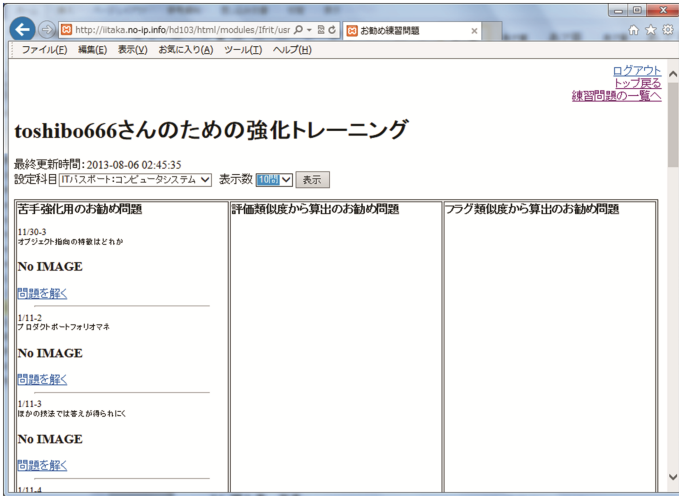 http://iitaka.no-ip.info/hd103/html/modules/Ifrit/usr
お勧め練習問題
ファイル(F) 編集(E) 表示(V) お気に入り(A) ツール(T) ヘルプ(H)
ログアウト
トップ戻る
練習問題の一覧へ
toshibo666さんのための強化トレーニング
最終更新時間：2013-08-06 02:45:35
設定科目 ITパスポート:コンピュータシステム 表示数 10問 表示
苦手強化用のお勧め問題 評価類似度から算出のお勧め問題 フラグ類似度から算出のお勧め問題
11/30-3
オブジェクト指向の特徴はどれか
No IMAGE
問題を解く
1/11-2
プロダクトポートフォリオマネ
No IMAGE
問題を解く
1/11-3
ほかの技法では答えが得られにく
No IMAGE
問題を解く
1/11-4